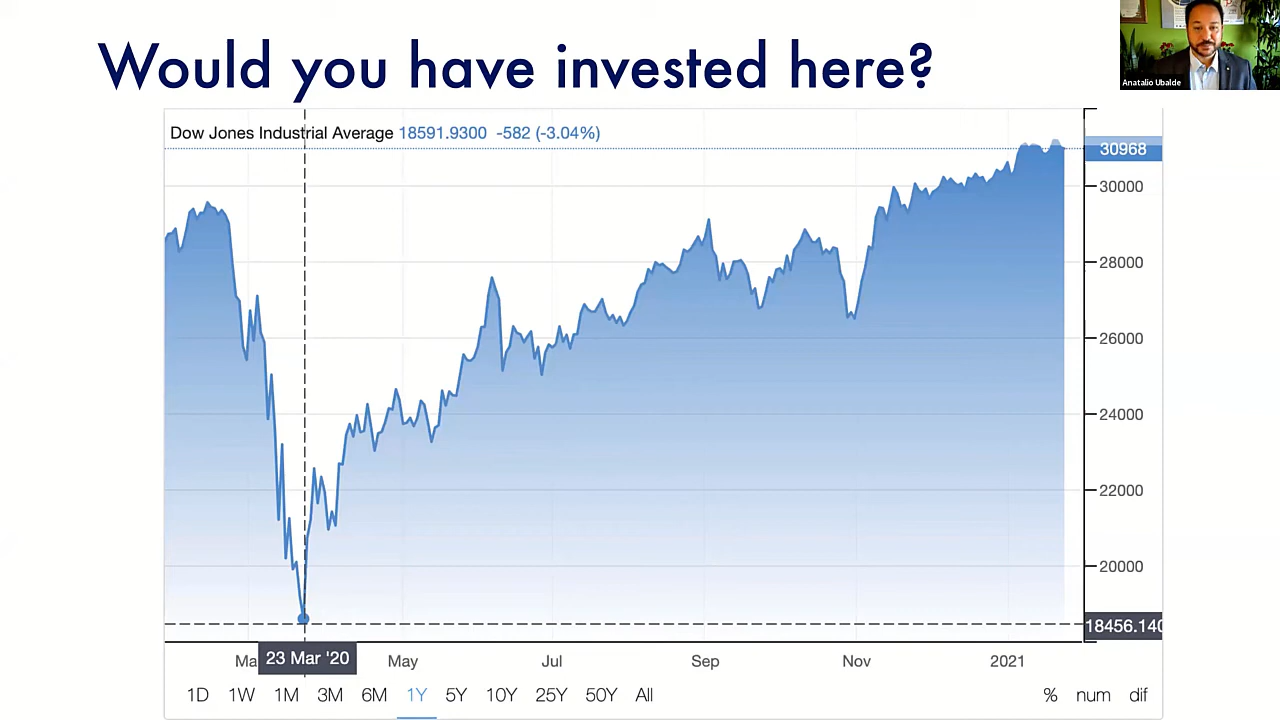 Would you have invested here?
Anatalio Ubalde
Dow Jones Industrial Average 18591.9300 -582 (-3.04%)
30968
30000
28000
26000
24000
22000
20000
18456.140
Ma 23 Mar '20 May Jul Sep Nov 2021
1D 1W 1M 3M 6M 1Y 5Y 10Y 25Y 50Y All % num dif